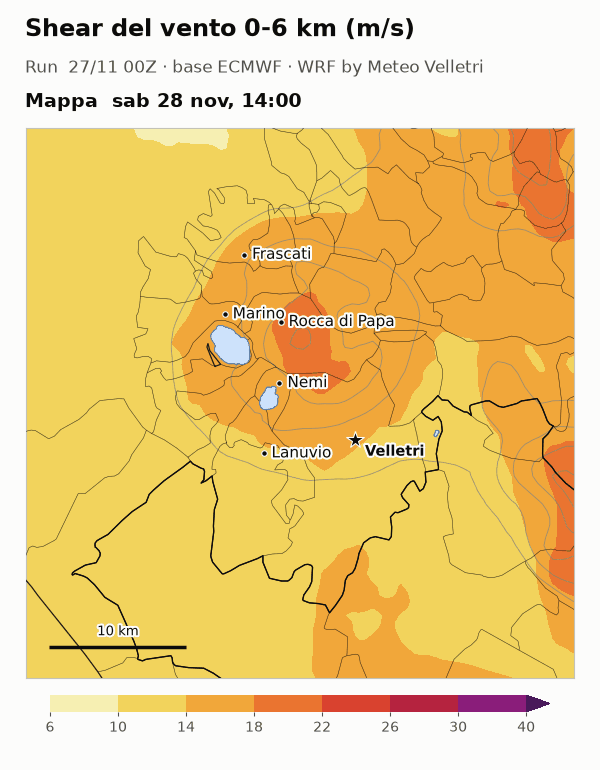 Shear del vento 0-6 km (m/s)
Run  27/11 00Z · base ECMWF · WRF by Meteo Velletri
Mappa  sab 28 nov, 14:00
Frascati
Marino
Rocca di Papa
Nemi
Velletri
Lanuvio
10 km
6 10 14 18 22 26 30 40